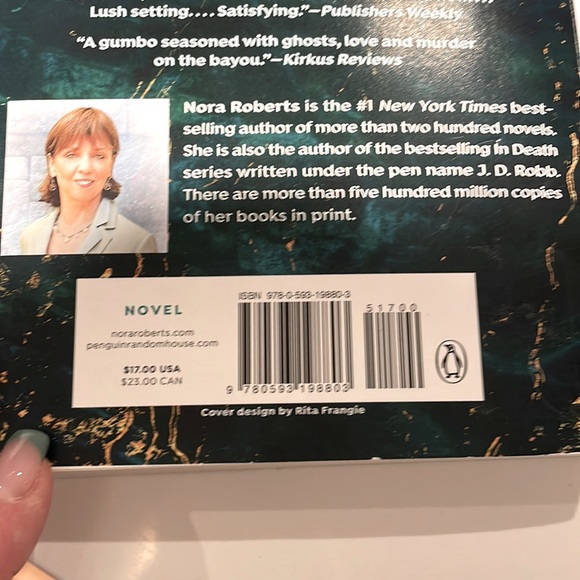 Lush setting.... Satisfying."—Publishers Weekly
"A gumbo seasoned with ghosts, love and murder
on the bayou."—Kirkus Reviews
Nora Roberts is the #1 New York Times best-
selling author of more than two hundred novels.
She is also the author of the bestselling In Death
series written under the pen name J. D. Robb.
There are more than five hundred million copies
of her books in print.
NOVEL
noraroberts.com
penguinrandomhouse.com
$17.00 USA
$23.00 CAN
ISBN 978-0-593-19880-3
51700
9 780593 198803
Cover design by Rita Frangie